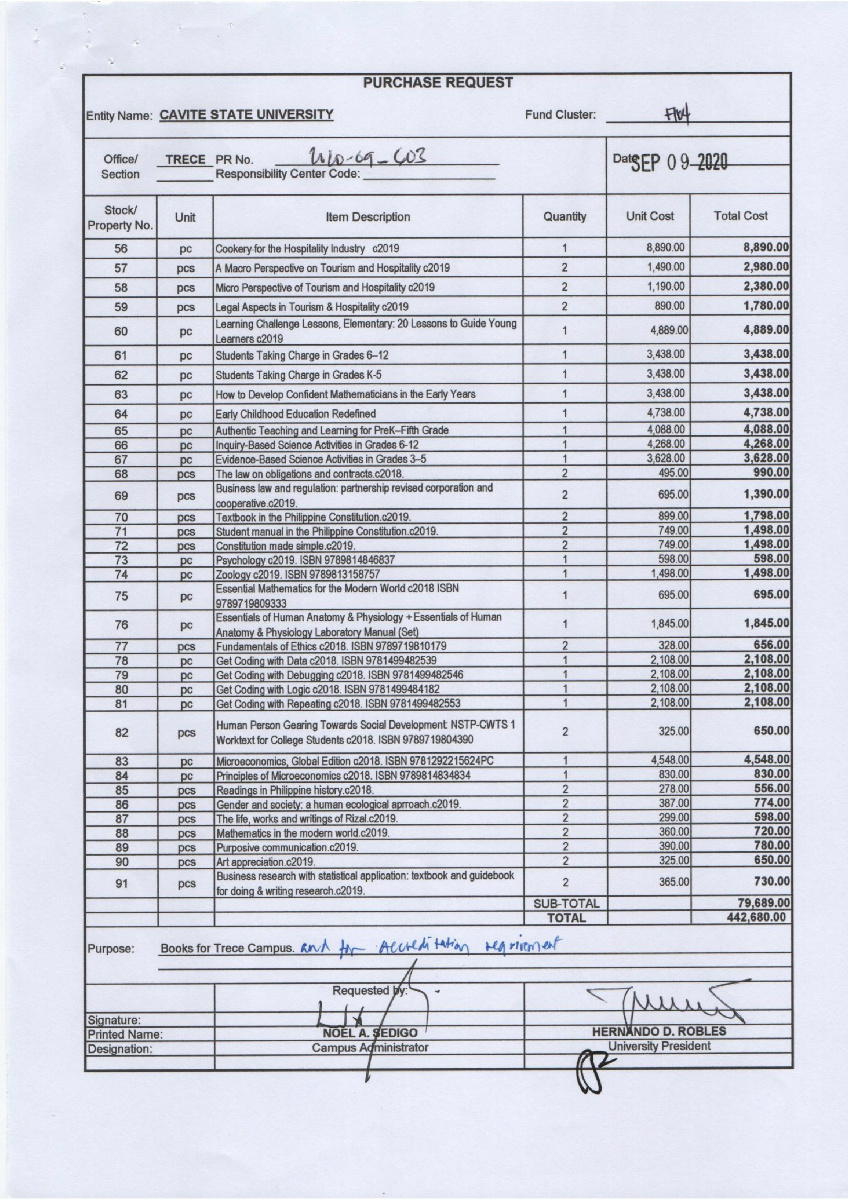 PURCHASE REQUEST
Entity Name: CAVITE STATE UNIVERSITY Fund Cluster:
Office/ Section TRECE PR No.
Responsibility Center Code:
Date SEP 09 2020
Stock/ Property No. Unit Item Description Quantity Unit Cost Total Cost
56 pc Cookery for the Hospitality Industry c2019 1 8,890.00 8,890.00
57 pcs A Macro Perspective on Tourism and Hospitality c2019 2 1,490.00 2,980.00
58 pcs Micro Perspective of Tourism and Hospitality c2019 2 1,190.00 2,380.00
59 pcs Legal Aspects in Tourism & Hospitality c2019 2 890.00 1,780.00
60 pc Learning Challenge Lessons, Elementary: 20 Lessons to Guide Young
Learners c2019 1 4,889.00 4,889.00
61 pc Students Taking Charge in Grades 6–12 1 3,438.00 3,438.00
62 pc Students Taking Charge in Grades K-5 1 3,438.00 3,438.00
63 pc How to Develop Confident Mathematicians in the Early Years 1 3,438.00 3,438.00
64 pc Early Childhood Education Redefined 1 4,738.00 4,738.00
65 pc Authentic Teaching and Learning for PreK–Fifth Grade 1 4,088.00 4,088.00
66 pc Inquiry-Based Science Activities in Grades 6-12 1 4,268.00 4,268.00
67 pc Evidence-Based Science Activities in Grades 3–5 1 3,628.00 3,628.00
68 pcs The law on obligations and contracts.c2018. 2 495.00 990.00
69 pcs Business law and regulation: partnership revised corporation and
cooperative.c2019. 2 695.00 1,390.00
70 pcs Textbook in the Philippine Constitution.c2019. 2 899.00 1,798.00
71 pcs Student manual in the Philippine Constitution.c2019. 2 749.00 1,498.00
72 pcs Constitution made simple.c2019. 2 749.00 1,498.00
73 pc Psychology c2019. ISBN 9789814846837 1 598.00 598.00
74 pc Zoology c2019. ISBN 9789813158757 1 1,498.00 1,498.00
75 pc Essential Mathematics for the Modern World c2018 ISBN
9789719809333 1 695.00 695.00
76 pc Essentials of Human Anatomy & Physiology + Essentials of Human
Anatomy & Physiology Laboratory Manual (Set) 1 1,845.00 1,845.00
77 pcs Fundamentals of Ethics c2018. ISBN 9789719810179 2 328.00 656.00
78 pc Get Coding with Data c2018. ISBN 9781499482539 1 2,108.00 2,108.00
79 pc Get Coding with Debugging c2018. ISBN 9781499482546 1 2,108.00 2,108.00
80 pc Get Coding with Logic c2018. ISBN 9781499484182 1 2,108.00 2,108.00
81 pc Get Coding with Repeating c2018. ISBN 9781499482553 1 2,108.00 2,108.00
82 pcs Human Person Gearing Towards Social Development: NSTP-CWTS 1
Worktext for College Students c2018. ISBN 9789719804390 2 325.00 650.00
83 pc Microeconomics, Global Edition c2018. ISBN 9781292215624PC 1 4,548.00 4,548.00
84 pc Principles of Microeconomics c2018. ISBN 9789814834834 1 830.00 830.00
85 pcs Readings in Philippine history.c2018. 2 278.00 556.00
86 pcs Gender and society: a human ecological aprroach.c2019. 2 387.00 774.00
87 pcs The life, works and writings of Rizal.c2019. 2 299.00 598.00
88 pcs Mathematics in the modern world.c2019. 2 360.00 720.00
89 pcs Purposive communication.c2019. 2 390.00 780.00
90 pcs Art appreciation.c2019. 2 325.00 650.00
91 pcs Business research with statistical application: textbook and guidebook
for doing & writing research.c2019. 2 365.00 730.00
SUB-TOTAL 79,689.00
TOTAL 442,680.00
Purpose: Books for Trece Campus. and for Accreditation
Requested by:
Signature:
Printed Name: NOEL A. SEDIGO HERNANDO D. ROBLES
Designation: Campus Administrator University President